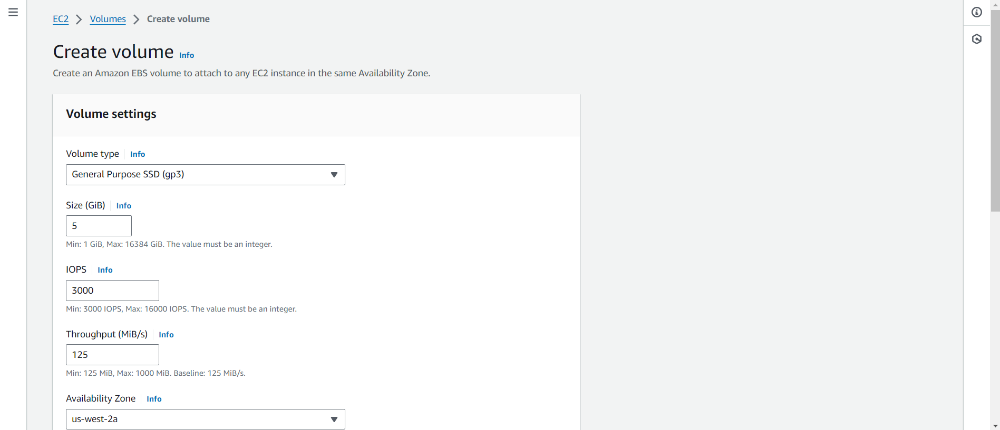 EC2 Volumes Create volume
Create volume Info
Create an Amazon EBS volume to attach to any EC2 instance in the same Availability Zone.
Volume settings
Volume type Info
General Purpose SSD (gp3)
Size (GiB) Info
5
Min: 1 GiB, Max: 16384 GiB. The value must be an integer.
IOPS Info
3000
Min: 3000 IOPS, Max: 16000 IOPS. The value must be an integer.
Throughput (MiB/s) Info
125
Min: 125 MiB, Max: 1000 MiB. Baseline: 125 MiB/s.
Availability Zone Info
us-west-2a